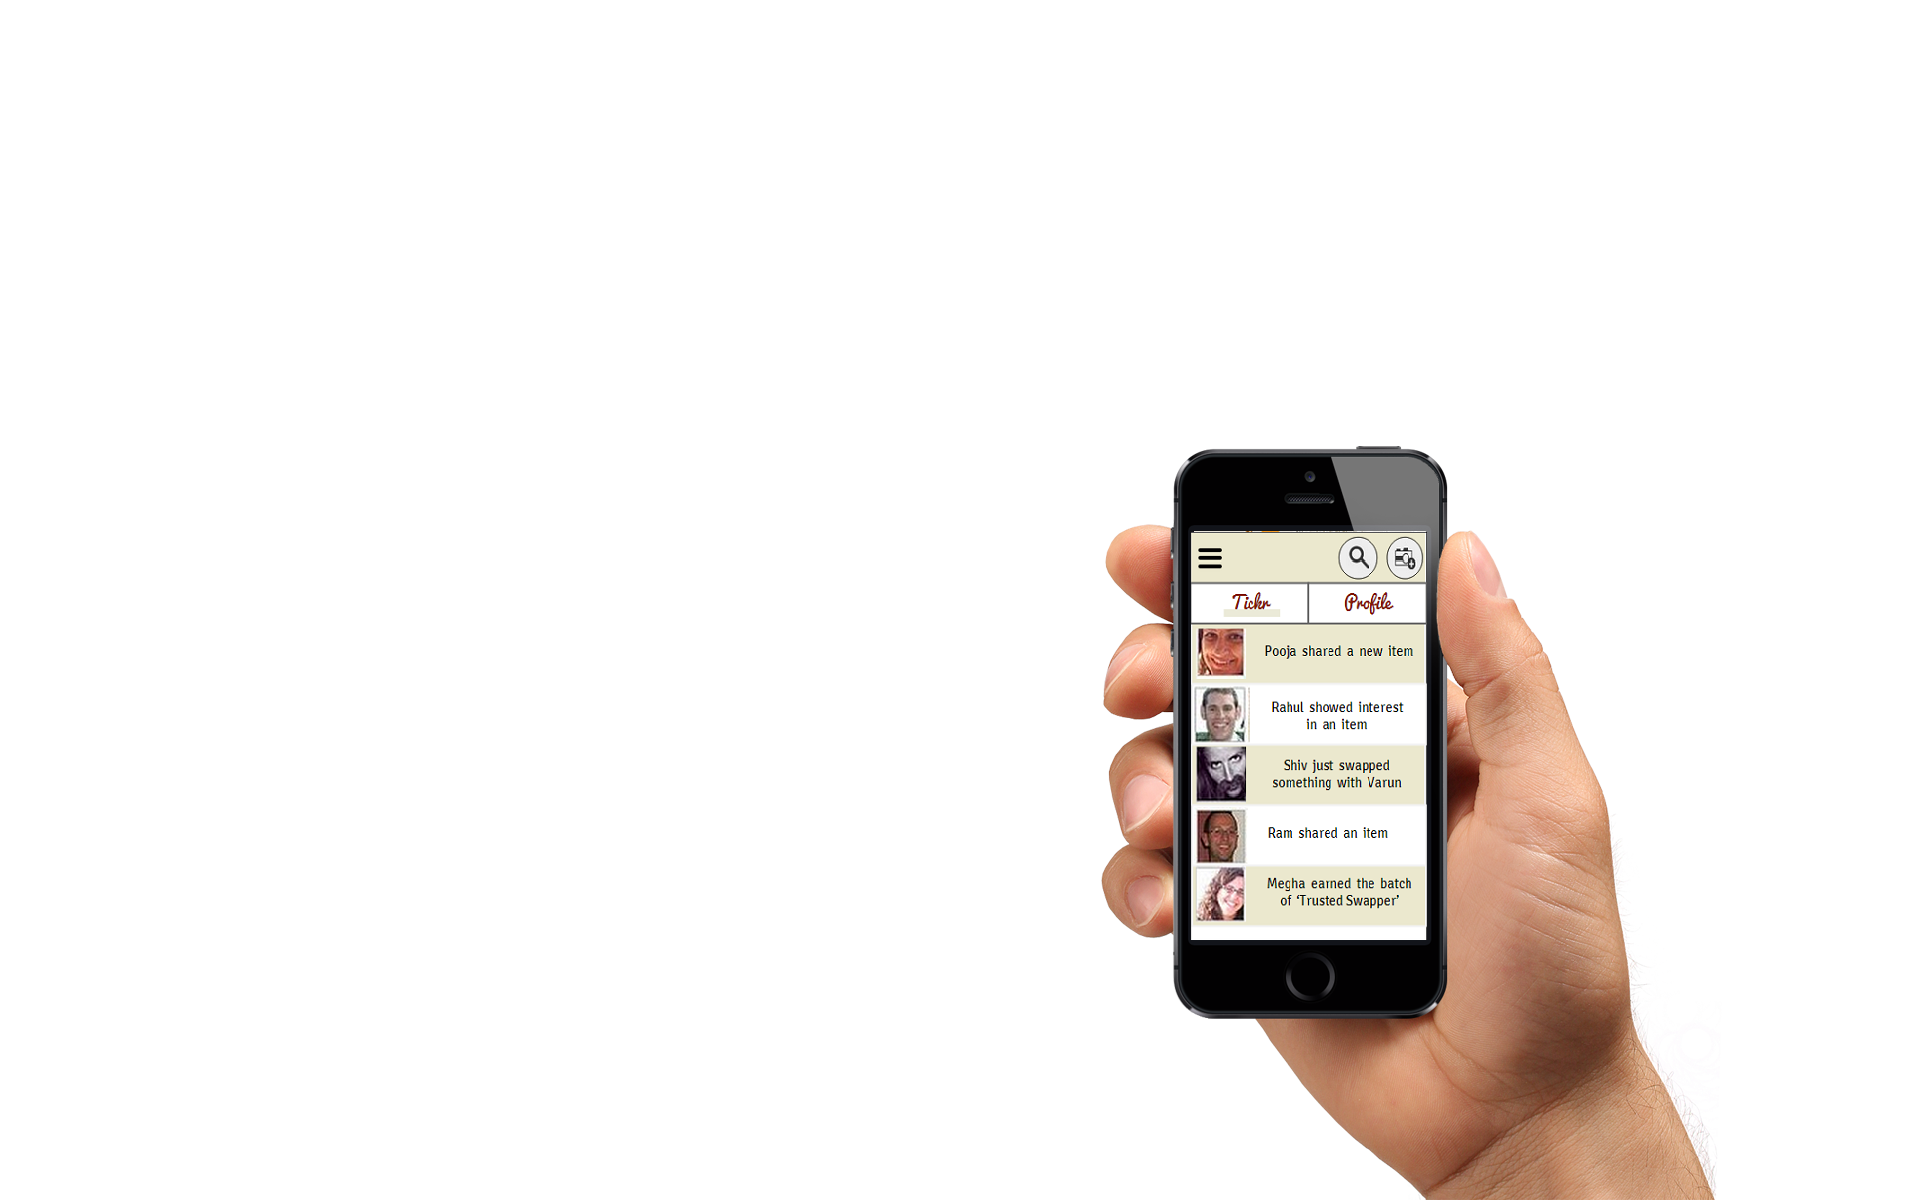 Tickr
Profile
Pooja shared a new item
Rahul showed interest
in an item
Shiv just swapped
something with Varun
Ram shared an item
Megha earned the batch
of ‘Trusted Swapper’